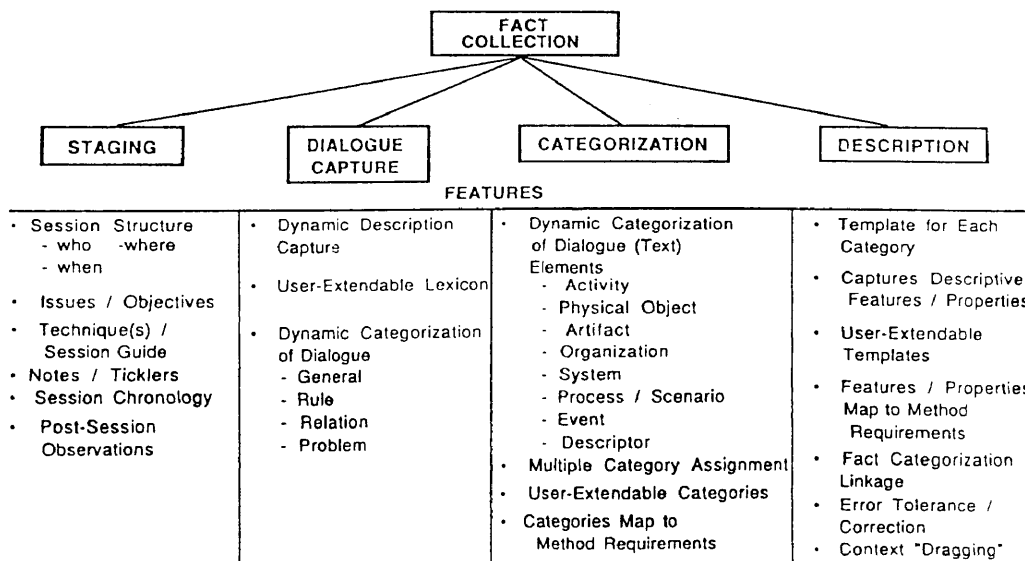 FACT
COLLECTION
STAGING
DIALOGUE
CAPTURE
CATEGORIZATION
DESCRIPTION
FEATURES
• Session Structure
- who -where
- when
• Issues / Objectives
• Technique(s) /
Session Guide
• Notes / Ticklers
• Session Chronology
• Post-Session
Observations
• Dynamic Description
Capture
• User-Extendable Lexicon
• Dynamic Categorization
of Dialogue
- General
- Rule
- Relation
- Problem
• Dynamic Categorization
of Dialogue (Text)
Elements
- Activity
- Physical Object
- Artifact
- Organization
- System
- Process / Scenario
- Event
- Descriptor
• Multiple Category Assignment
• User-Extendable Categories
• Categories Map to
Method Requirements
• Template for Each
Category
• Captures Descriptive
Features / Properties
• User-Extendable
Templates
• Features / Properties
Map to Method
Requirements
• Fact Categorization
Linkage
• Error Tolerance /
Correction
• Context "Dragging"